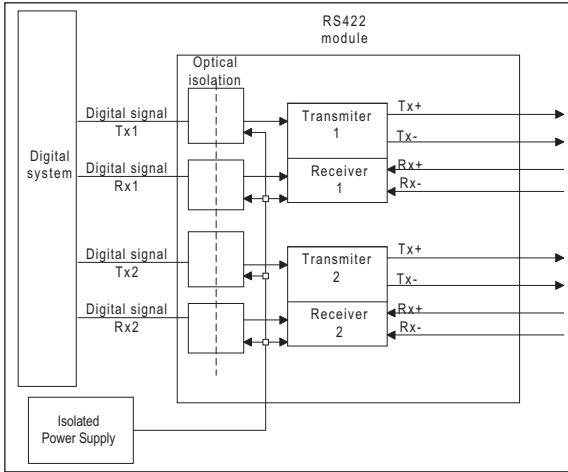 RS422
module
Optical
isolation
Digital
system
Digital signal
Tx1
Digital signal
Rx1
Digital signal
Tx2
Digital signal
Rx2
Transmiter
1
Receiver
1
Tx+
Tx-
Rx+
Rx-
Transmiter
2
Receiver
2
Tx+
Tx-
Rx+
Rx-
Isolated
Power Supply